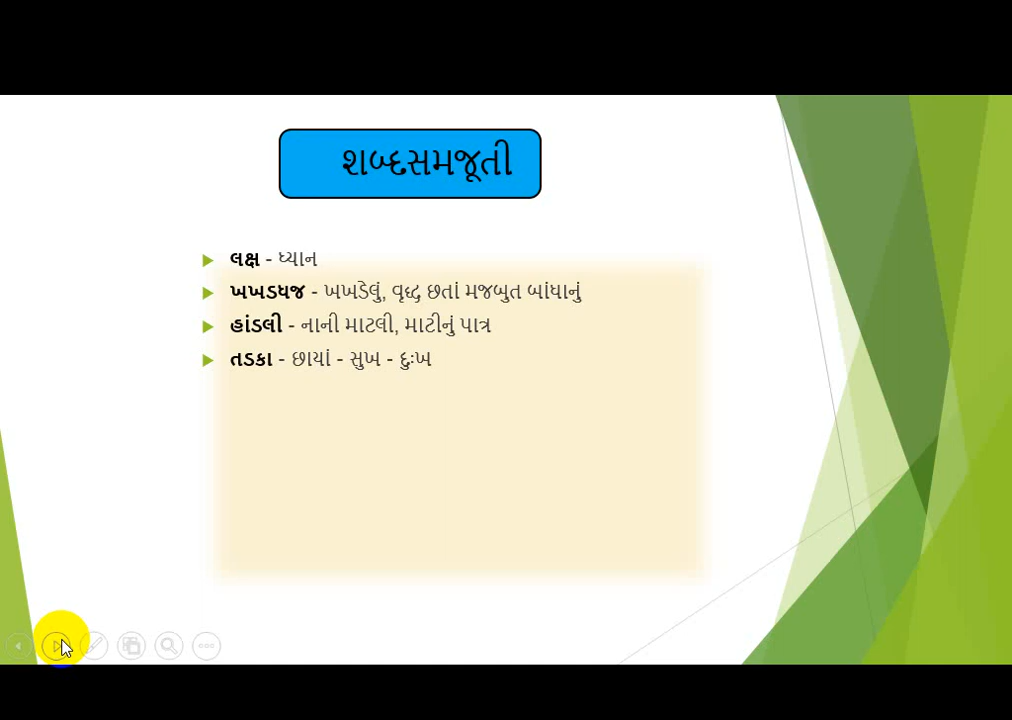 શબ્દસમજૂતી
લક્ષ - ધ્યાન
ખખડધજ - ખખડેલું, વૃદ્ધ છતાં મજબુત બાંધાનું
હાંડલી - નાની માટલી, માટીનું પાત્ર
તડકા - છાયાં - સુખ - દુઃખ